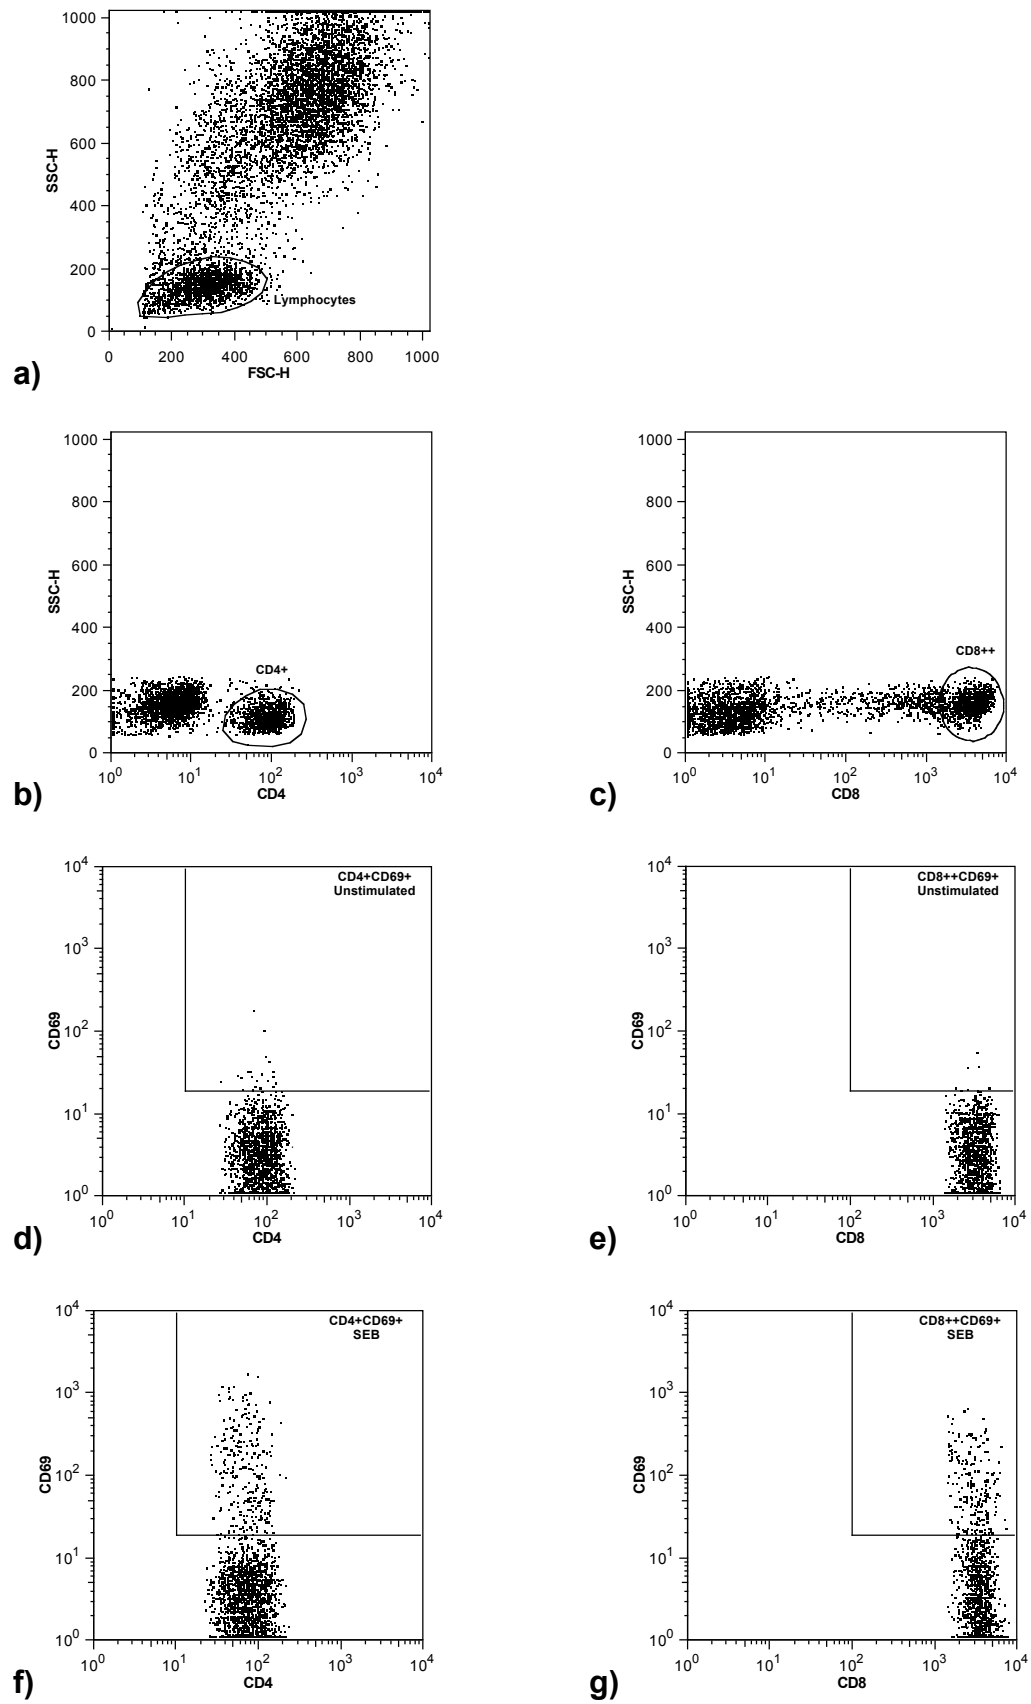 1000
800
600
400
200
0
SSC-H
Lymphocytes
0 200 400 600 800 1000
FSC-H
a)
1000
800
600
400
200
0
SSC-H
CD4+
10^0 10^1 10^2 10^3 10^4
CD4
b)
1000
800
600
400
200
0
SSC-H
CD8++
10^0 10^1 10^2 10^3 10^4
CD8
c)
10^4
10^3
10^2
10^1
10^0
CD69
CD4+CD69+
Unstimulated
10^0 10^1 10^2 10^3 10^4
CD4
d)
10^4
10^3
10^2
10^1
10^0
CD69
CD8++CD69+
Unstimulated
10^0 10^1 10^2 10^3 10^4
CD8
e)
10^4
10^3
10^2
10^1
10^0
CD69
CD4+CD69+
SEB
10^0 10^1 10^2 10^3 10^4
CD4
f)
10^4
10^3
10^2
10^1
10^0
CD69
CD8++CD69+
SEB
10^0 10^1 10^2 10^3 10^4
CD8
g)